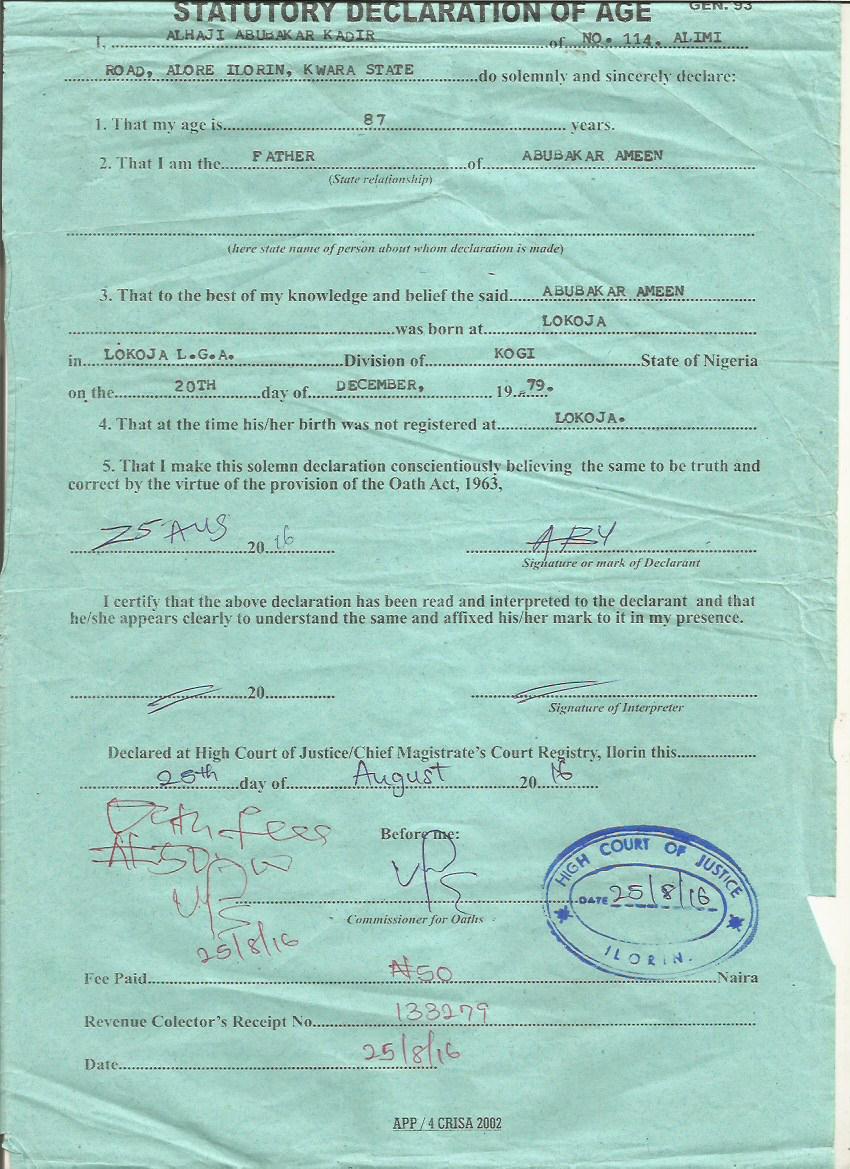 STATUTORY DECLARATION OF AGE GEN. 93
I, ALHAJI ABUBAKAR KADIR of NO. 114, ALIMI
ROAD, ALORE ILORIN, KWARA STATE do solemnly and sincerely declare:
1. That my age is 87 years.
2. That I am the FATHER of ABUBAKAR AMEEN
(State relationship)
(here state name of person about whom declaration is made)
3. That to the best of my knowledge and belief the said ABUBAKAR AMEEN
was born at LOKOJA
in LOKOJA L.G.A. Division of KOGI State of Nigeria
on the 20TH day of DECEMBER, 19 79.
4. That at the time his/her birth was not registered at LOKOJA.
5. That I make this solemn declaration conscientiously believing the same to be truth and
correct by the virtue of the provision of the Oath Act, 1963,
25 AUG 20 16
Signature or mark of Declarant
I certify that the above declaration has been read and interpreted to the declarant and that
he/she appears clearly to understand the same and affixed his/her mark to it in my presence.
20
Signature of Interpreter
Declared at High Court of Justice/Chief Magistrate's Court Registry, Ilorin this
25th day of August 20 16
Oath fees
Before me:
HIGH COURT OF JUSTICE
DATE 25/8/16
ILORIN.
Commissioner for Oaths
25/8/16
Fee Paid ₦50 Naira
Revenue Colector's Receipt No. 133279
Date 25/8/16
APP / 4 CRISA 2002